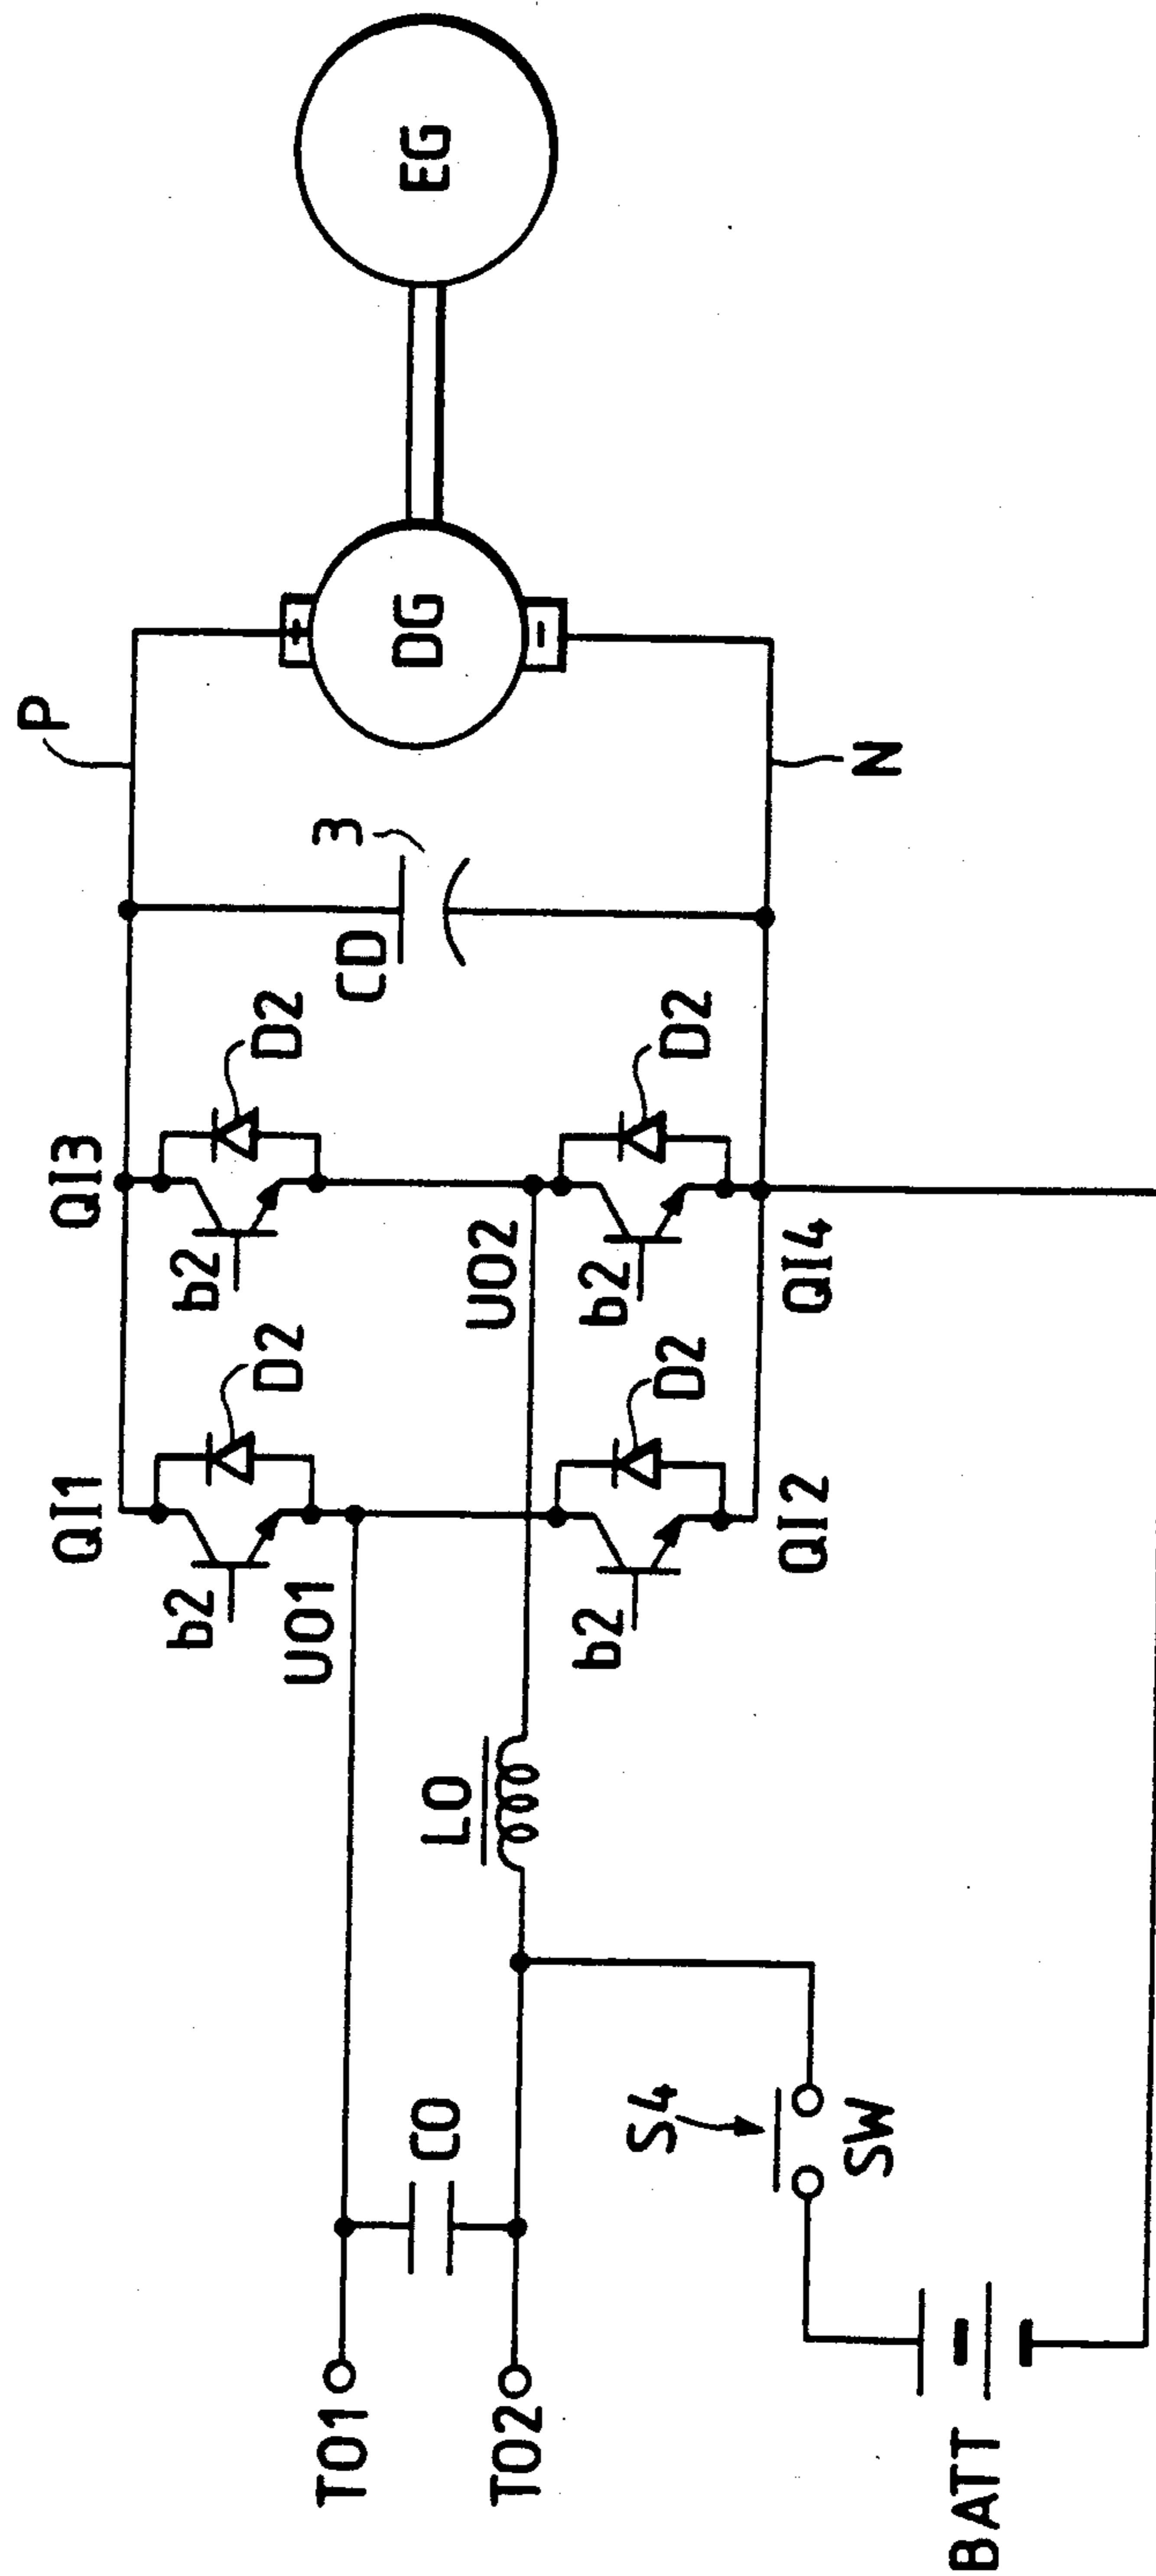 P
+
DG
-
EG
N
3
CD
QI3
D2
b2
UO2
D2
b2
QI4
QI1
D2
b2
UO1
D2
b2
QI2
LO
CO
S4
SW
TO1
TO2
BATT